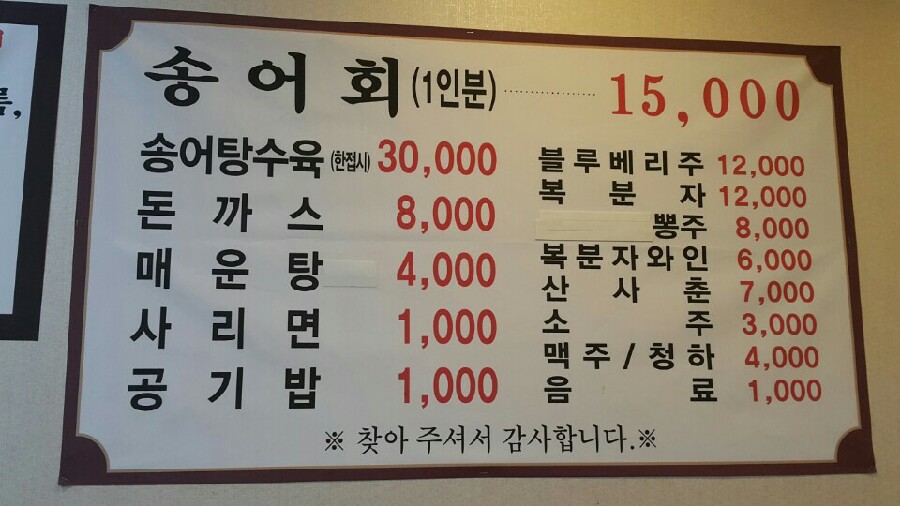 름,
송어회(1인분) ............ 15,000
송어탕수육(한접시) 30,000
돈까스 8,000
매운탕 4,000
사리면 1,000
공기밥 1,000
블루베리주 12,000
복분자 12,000
뽕주 8,000
복분자와인 6,000
산사춘 7,000
소주 3,000
맥주/청하 4,000
음료 1,000
※ 찾아 주셔서 감사합니다.※